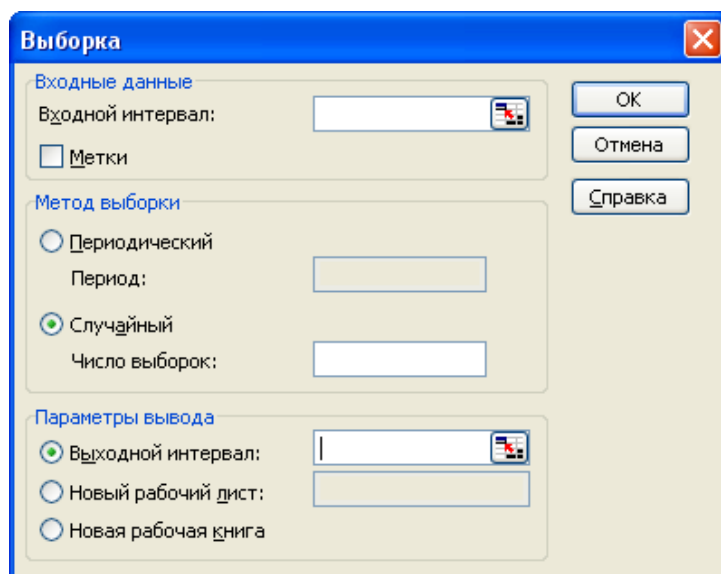 Выборка
Входные данные
Входной интервал:
Метки
OK
Отмена
Справка
Метод выборки
Периодический
Период:
Случайный
Число выборок:
Параметры вывода
Выходной интервал:
Новый рабочий лист:
Новая рабочая книга